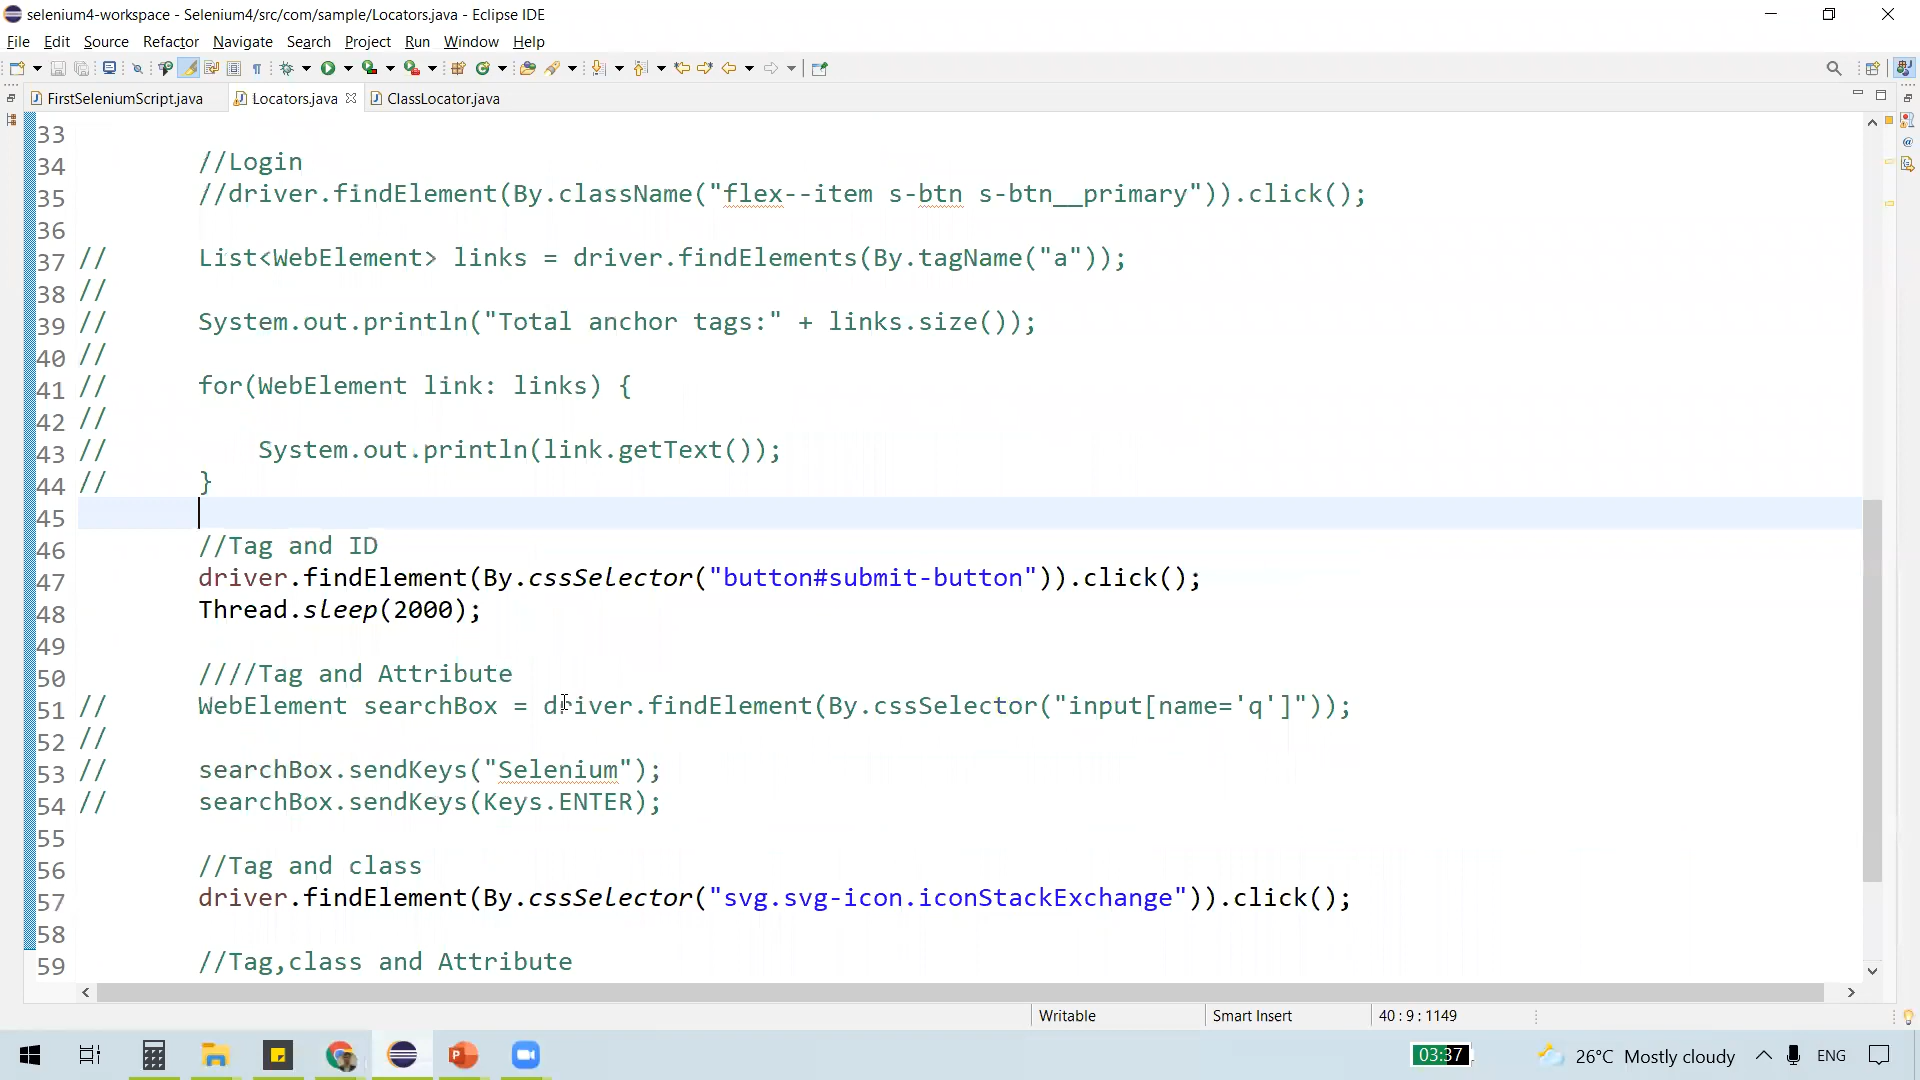 selenium4-workspace - Selenium4/src/com/sample/Locators.java - Eclipse IDE
File Edit Source Refactor Navigate Search Project Run Window Help
FirstSeleniumScript.java Locators.java ClassLocator.java
33
34 //Login
35 //driver.findElement(By.className("flex--item s-btn s-btn__primary")).click();
36
37 // List<WebElement> links = driver.findElements(By.tagName("a"));
38 //
39 // System.out.println("Total anchor tags:" + links.size());
40 //
41 // for(WebElement link: links) {
42 //
43 // System.out.println(link.getText());
44 // }
45
46 //Tag and ID
47 driver.findElement(By.cssSelector("button#submit-button")).click();
48 Thread.sleep(2000);
49
50 ////Tag and Attribute
51 // WebElement searchBox = driver.findElement(By.cssSelector("input[name='q']"));
52 //
53 // searchBox.sendKeys("Selenium");
54 // searchBox.sendKeys(Keys.ENTER);
55
56 //Tag and class
57 driver.findElement(By.cssSelector("svg.svg-icon.iconStackExchange")).click();
58
59 //Tag,class and Attribute
Writable Smart Insert 40 : 9 : 1149
03:37 26°C Mostly cloudy ENG